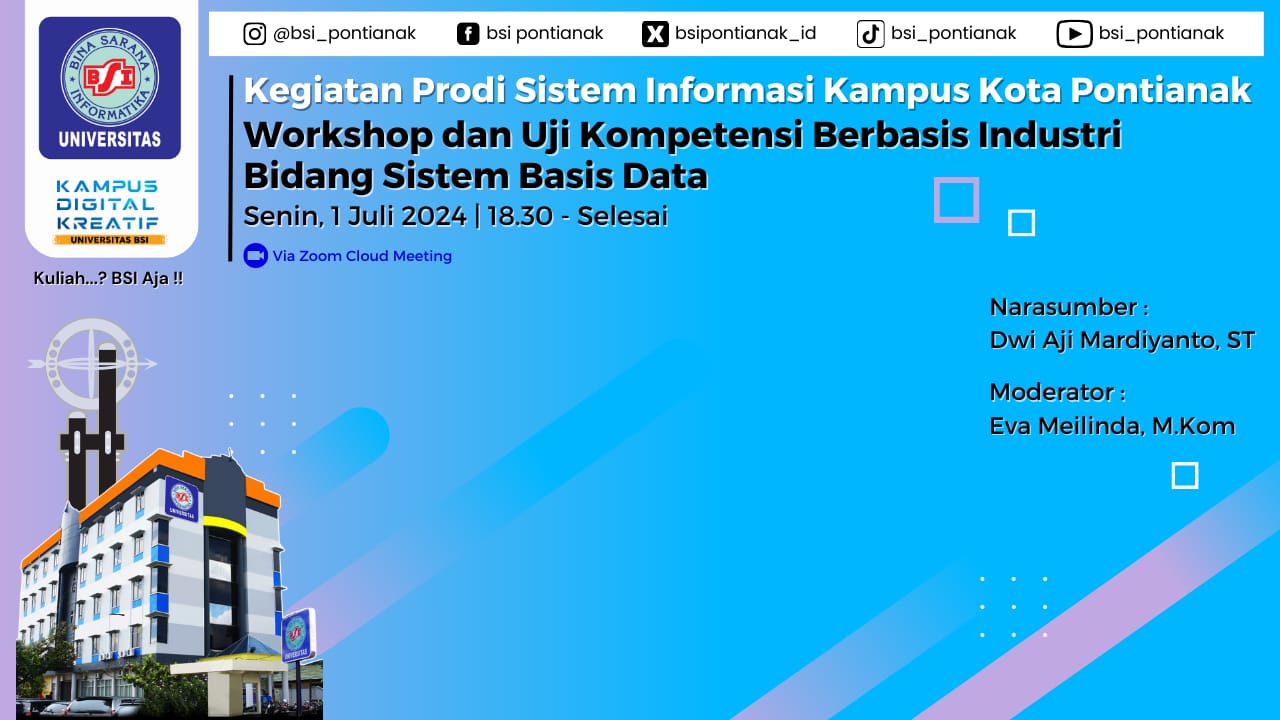 @bsi_pontianak
bsi pontianak
bsipontianak_id
bsi_pontianak
bsi_pontianak
BINA SARANA
BSI
INFORMATIKA
UNIVERSITAS
KAMPUS
DIGITAL
KREATIF
UNIVERSITAS BSI
Kuliah...? BSI Aja !!
Kegiatan Prodi Sistem Informasi Kampus Kota Pontianak
Workshop dan Uji Kompetensi Berbasis Industri
Bidang Sistem Basis Data
Senin, 1 Juli 2024 | 18.30 - Selesai
Via Zoom Cloud Meeting
Narasumber :
Dwi Aji Mardiyanto, ST
Moderator :
Eva Meilinda, M.Kom
BSI
UNIVERSITAS
BSI
UNIVERSITAS